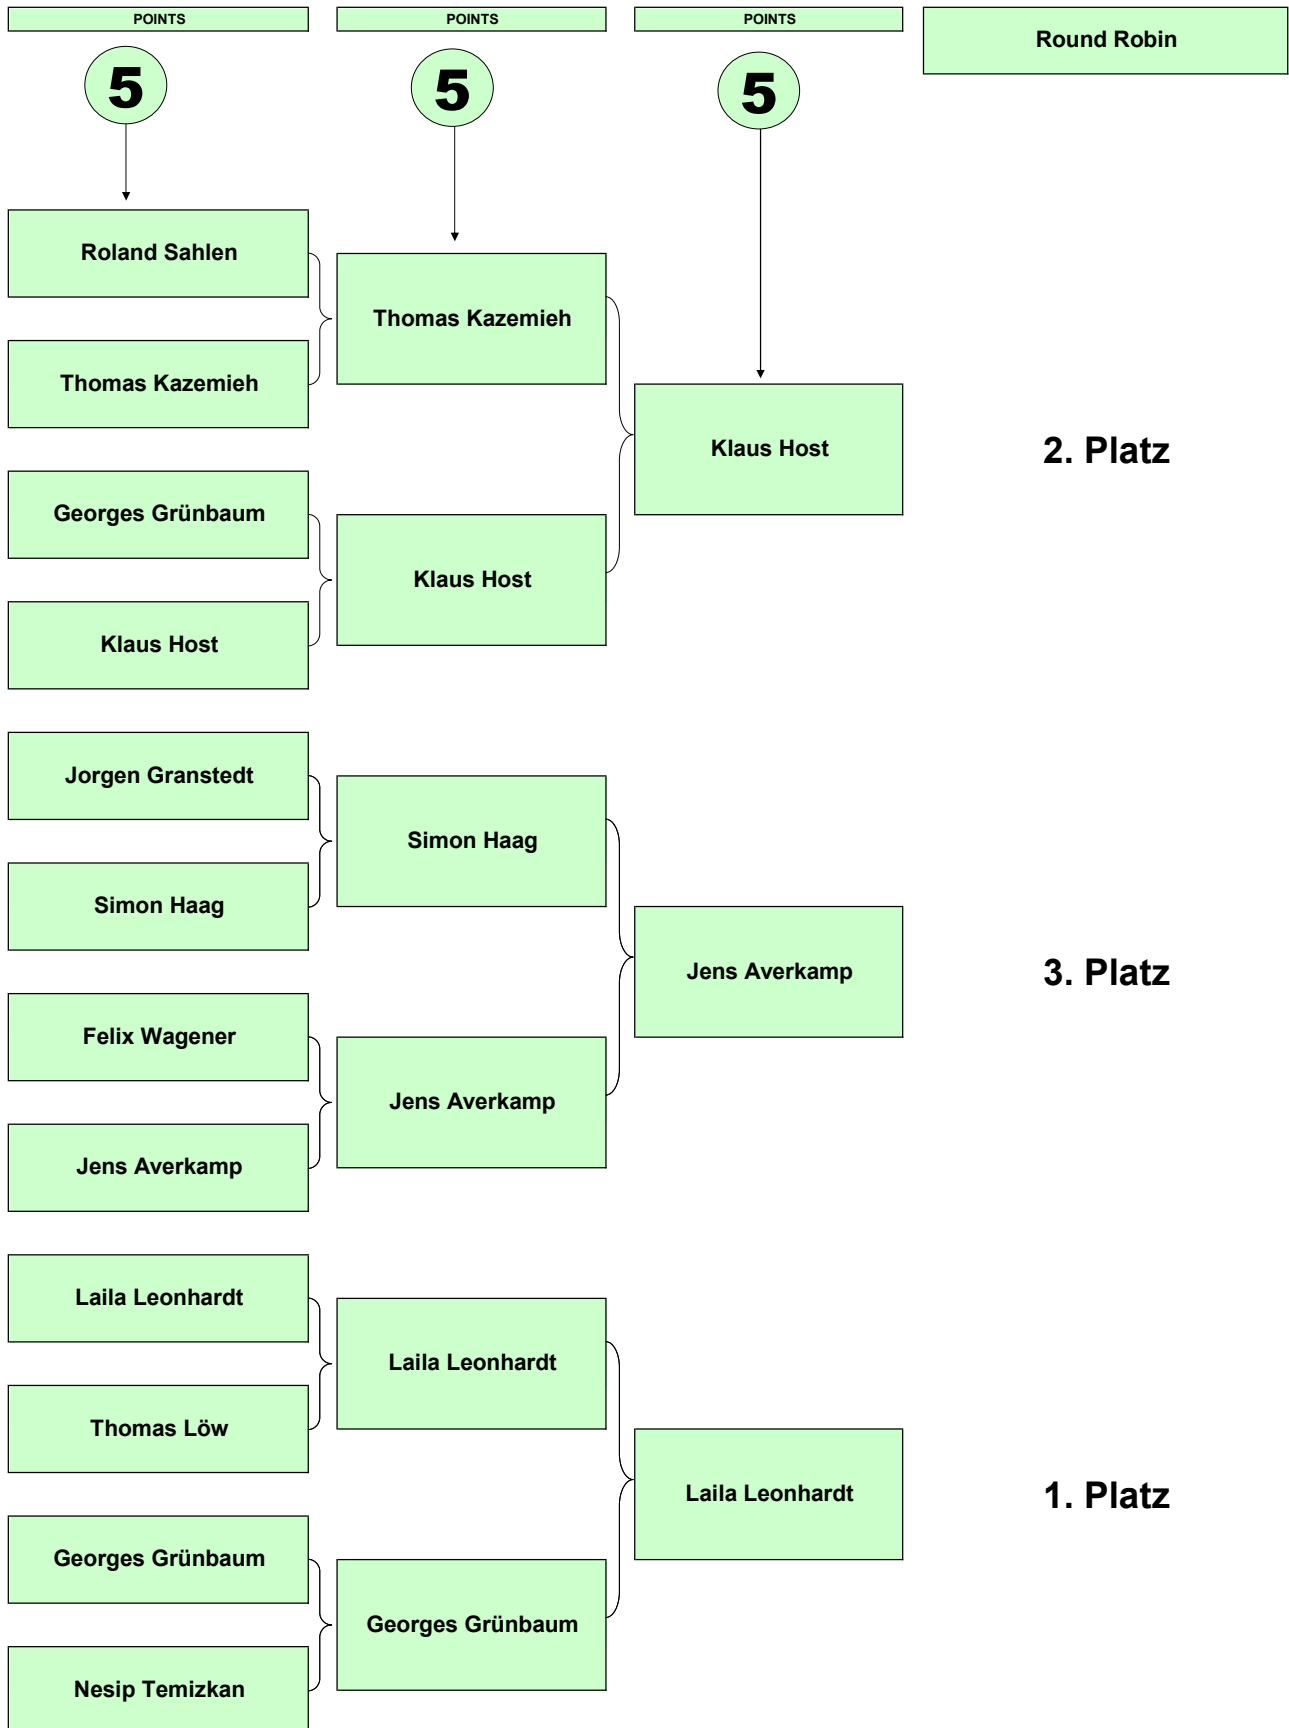 POINTS
POINTS
POINTS
Round Robin
5
5
5
Roland Sahlen
Thomas Kazemieh
Thomas Kazemieh
Klaus Host
2. Platz
Georges Grünbaum
Klaus Host
Klaus Host
Jorgen Granstedt
Simon Haag
Simon Haag
Jens Averkamp
3. Platz
Felix Wagener
Jens Averkamp
Jens Averkamp
Laila Leonhardt
Laila Leonhardt
Thomas Löw
Laila Leonhardt
1. Platz
Georges Grünbaum
Georges Grünbaum
Nesip Temizkan